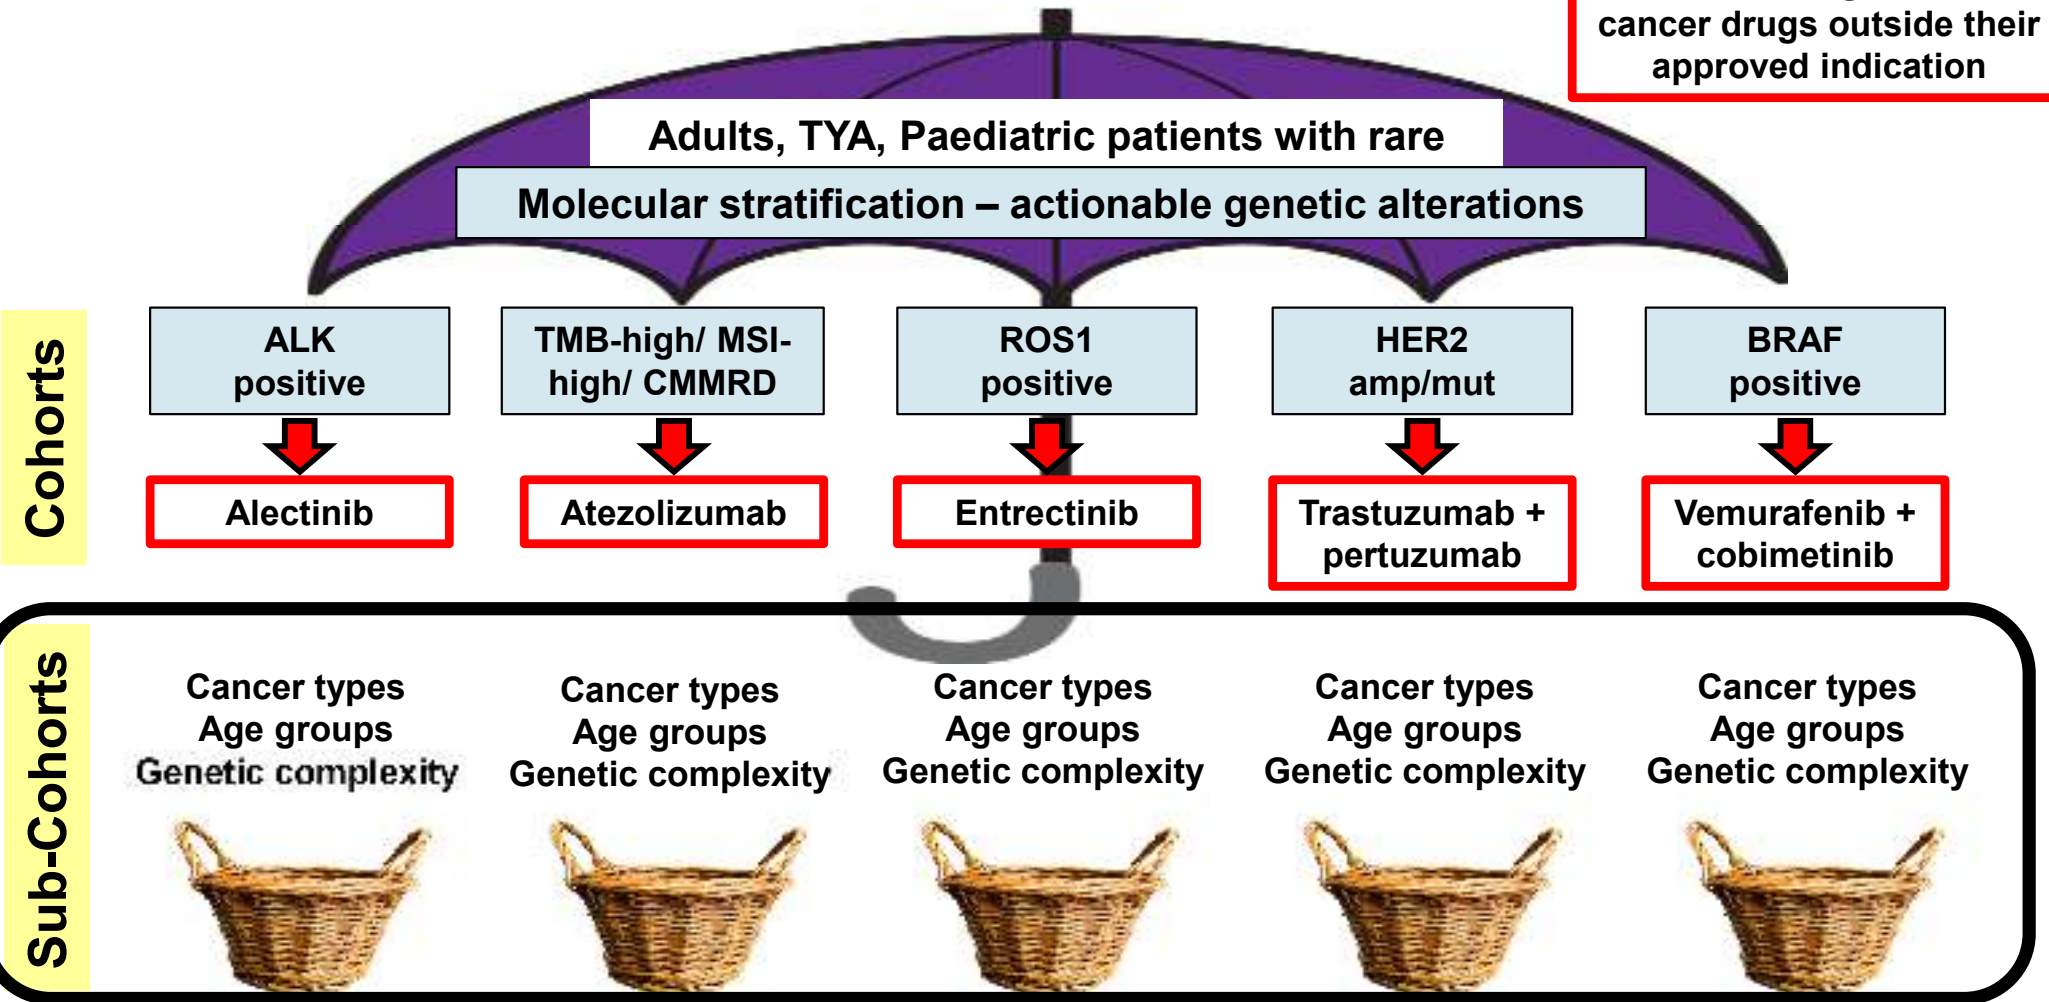 cancer drugs outside their
approved indication
Adults, TYA, Paediatric patients with rare
Molecular stratification – actionable genetic alterations
Cohorts
ALK
positive
TMB-high/ MSI-
high/ CMMRD
ROS1
positive
HER2
amp/mut
BRAF
positive
Alectinib
Atezolizumab
Entrectinib
Trastuzumab +
pertuzumab
Vemurafenib +
cobimetinib
Sub-Cohorts
Cancer types
Age groups
Genetic complexity
Cancer types
Age groups
Genetic complexity
Cancer types
Age groups
Genetic complexity
Cancer types
Age groups
Genetic complexity
Cancer types
Age groups
Genetic complexity